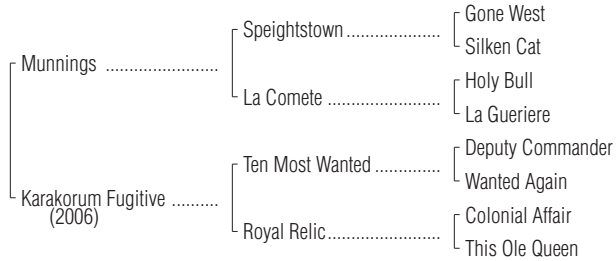 Gone West
Speightstown ....................
Silken Cat
Munnings ........................
Holy Bull
La Comete ........................
La Gueriere
Deputy Commander
Ten Most Wanted ..............
Wanted Again
Karakorum Fugitive ..........
(2006)
Colonial Affair
Royal Relic........................
This Ole Queen